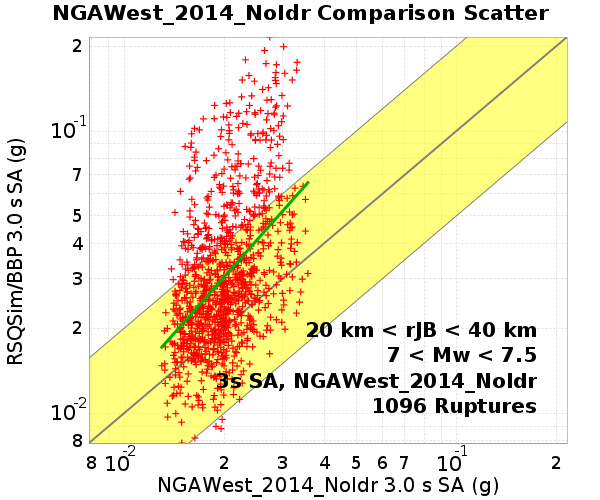 NGAWest_2014_NoIdr Comparison Scatter
RSQSim/BBP 3.0 s SA (g)
2
10⁻¹
7
5
4
3
2
10⁻²
8
20 km < rJB < 40 km
7 < Mw < 7.5
3s SA, NGAWest_2014_NoIdr
1096 Ruptures
8 10⁻² 2 3 4 5 6 7 10⁻¹ 2
NGAWest_2014_NoIdr 3.0 s SA (g)